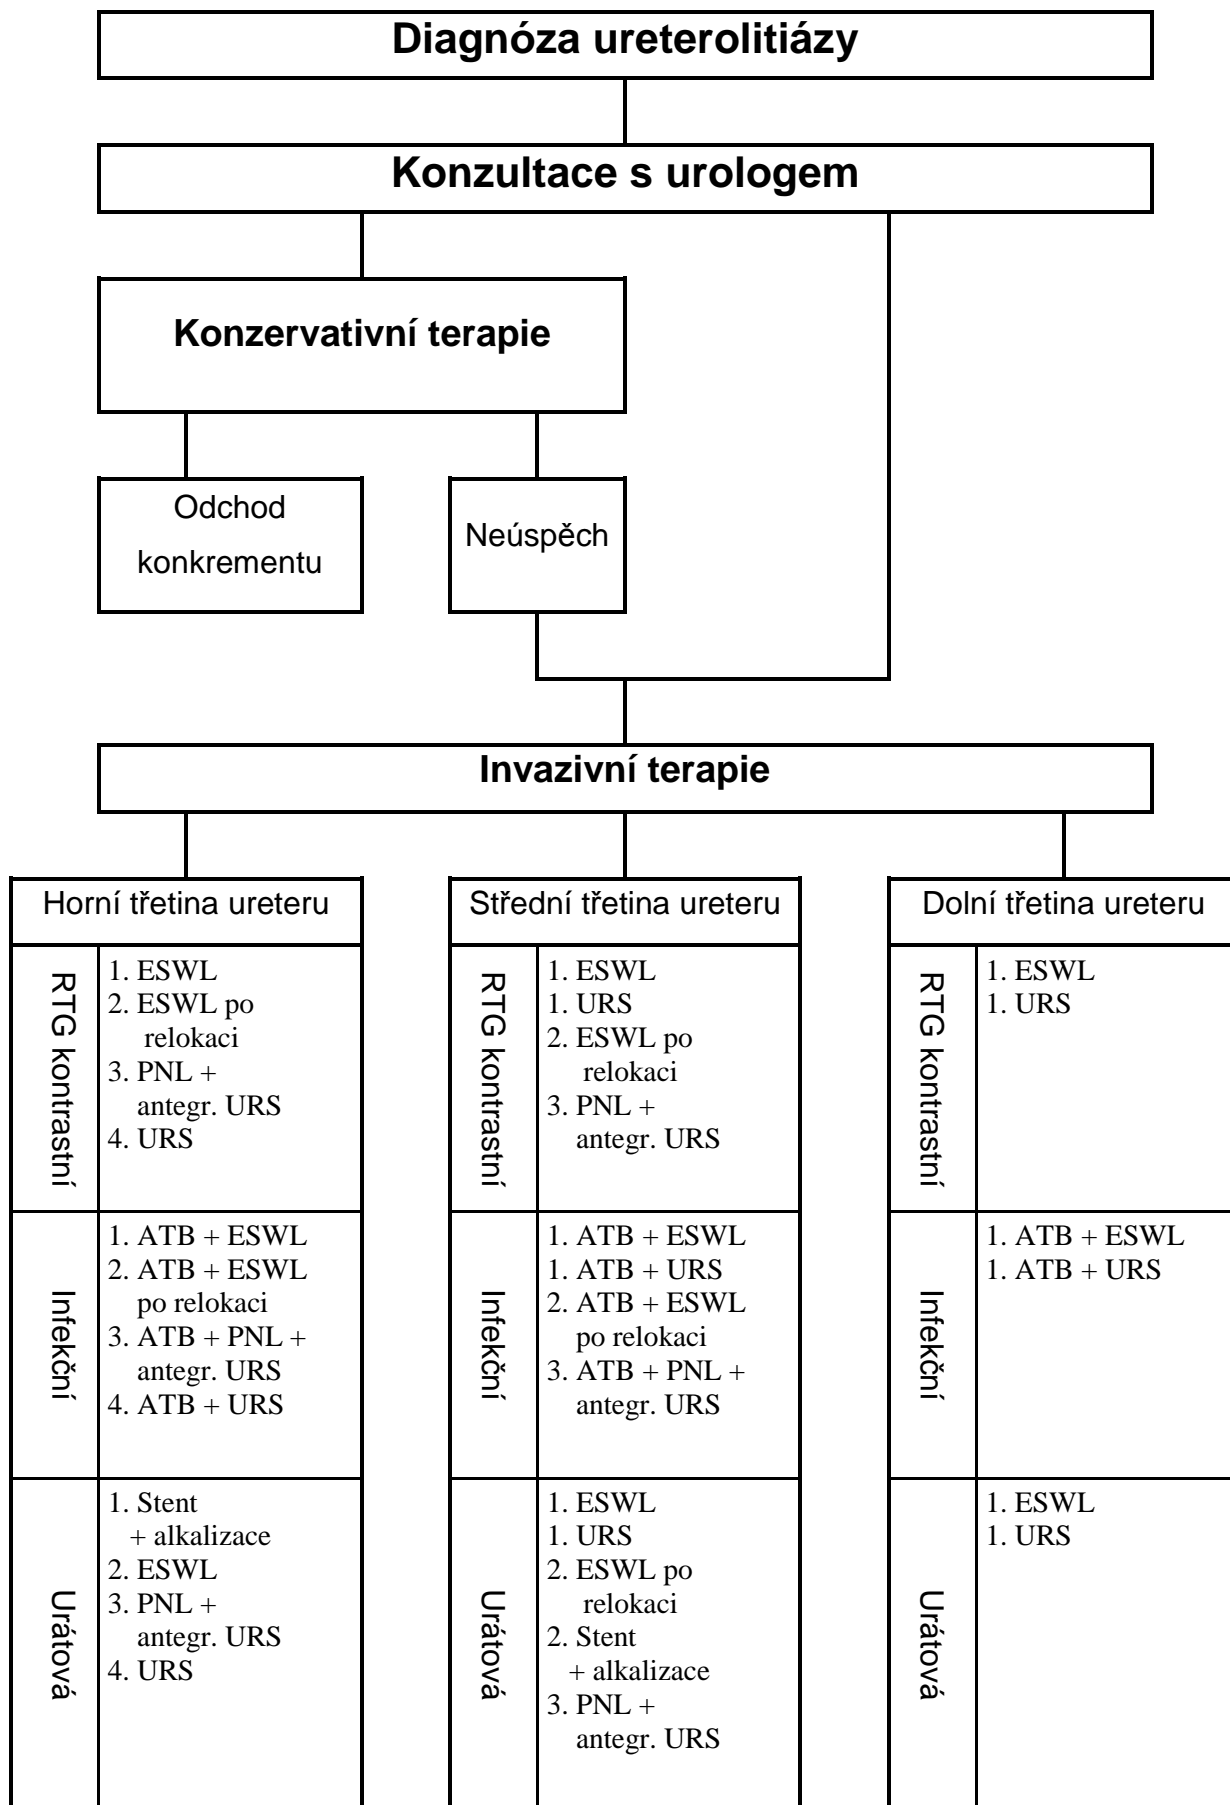 Diagnóza ureterolitiázy
Konzultace s urologem
Konzervativní terapie
Odchod
konkrementu
Neúspěch
Invazivní terapie
Horní třetina ureteru
RTG kontrastní
1. ESWL
2. ESWL po
relokaci
3. PNL +
antegr. URS
4. URS
Infekční
1. ATB + ESWL
2. ATB + ESWL
po relokaci
3. ATB + PNL +
antegr. URS
4. ATB + URS
Urátová
1. Stent
+ alkalizace
2. ESWL
3. PNL +
antegr. URS
4. URS
Střední třetina ureteru
RTG kontrastní
1. ESWL
1. URS
2. ESWL po
relokaci
3. PNL +
antegr. URS
Infekční
1. ATB + ESWL
1. ATB + URS
2. ATB + ESWL
po relokaci
3. ATB + PNL +
antegr. URS
Urátová
1. ESWL
1. URS
2. ESWL po
relokaci
2. Stent
+ alkalizace
3. PNL +
antegr. URS
Dolní třetina ureteru
RTG kontrastní
1. ESWL
1. URS
Infekční
1. ATB + ESWL
1. ATB + URS
Urátová
1. ESWL
1. URS